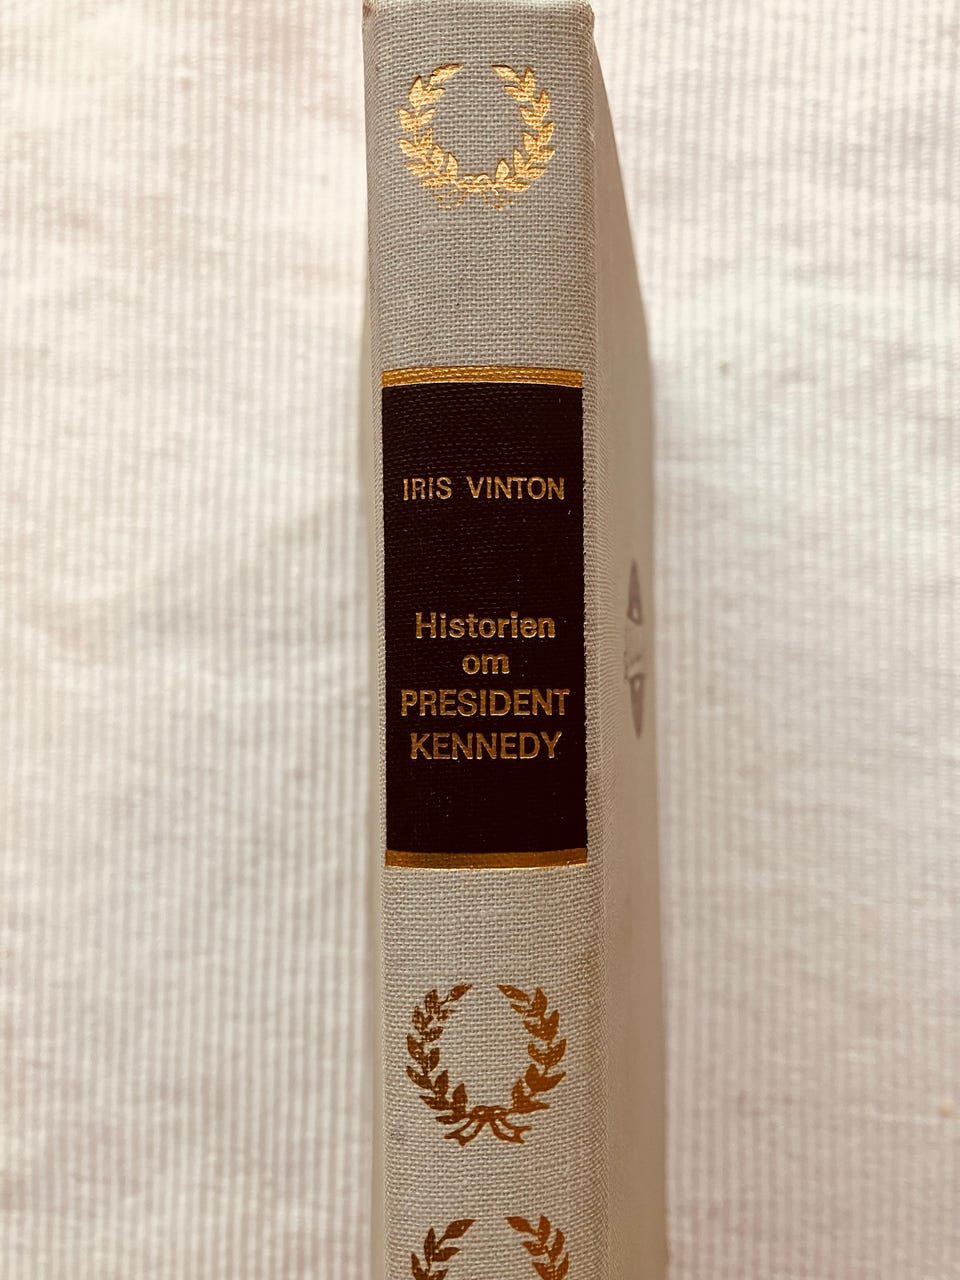 IRIS VINTON
Historien
om
PRESIDENT
KENNEDY